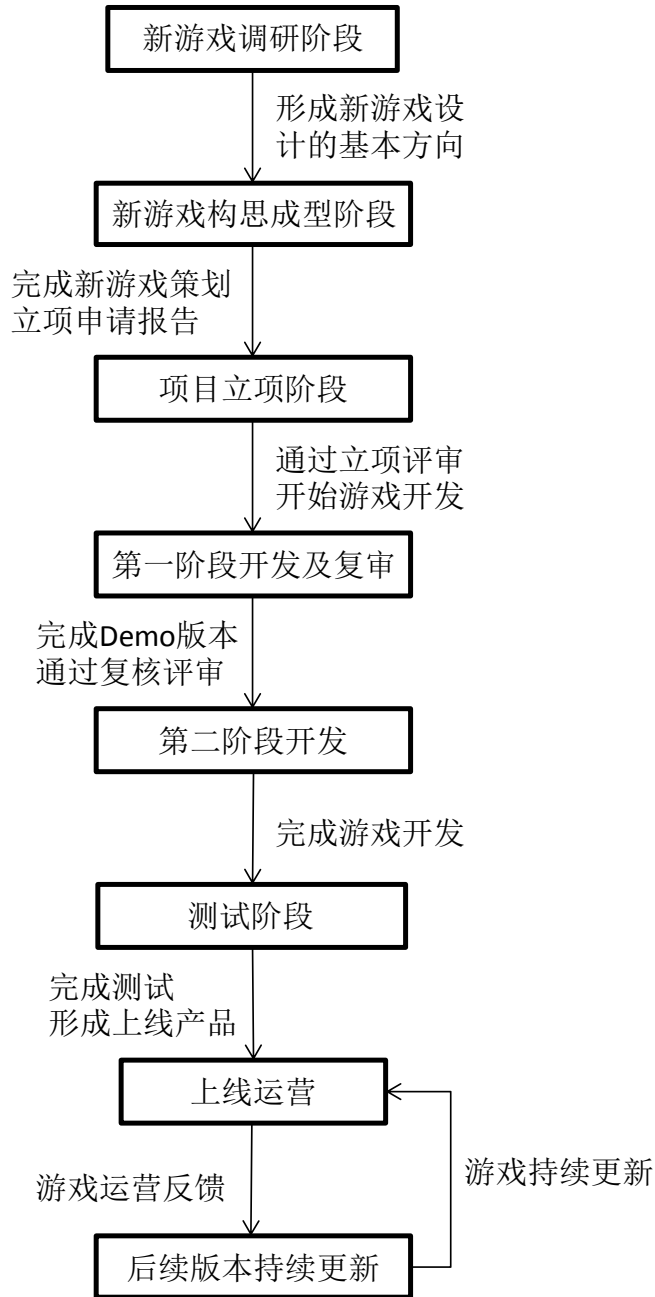 新游戏调研阶段
形成新游戏设
计的基本方向
新游戏构思成型阶段
完成新游戏策划
立项申请报告
项目立项阶段
通过立项评审
开始游戏开发
第一阶段开发及复审
完成Demo版本
通过复核评审
第二阶段开发
完成游戏开发
测试阶段
完成测试
形成上线产品
上线运营
游戏持续更新
游戏运营反馈
后续版本持续更新